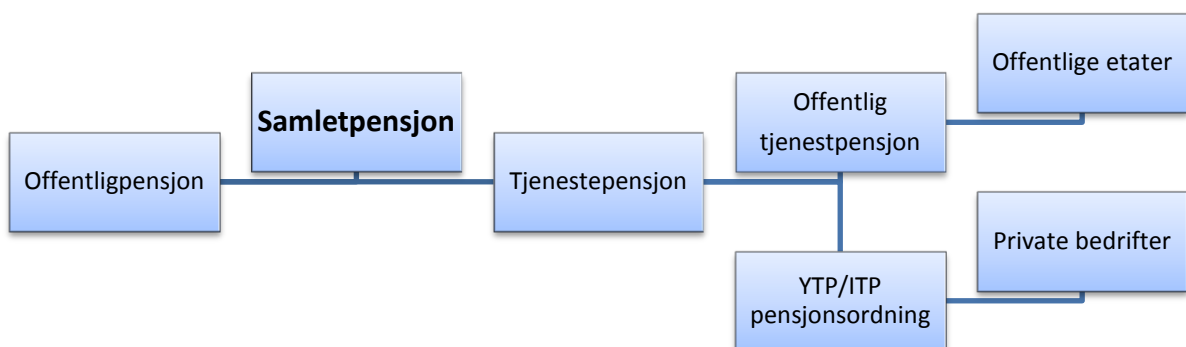 Samletpensjon
Offentligpensjon
Tjenestepensjon
Offentlig
tjenestpensjon
Offentlige etater
YTP/ITP
pensjonsordning
Private bedrifter